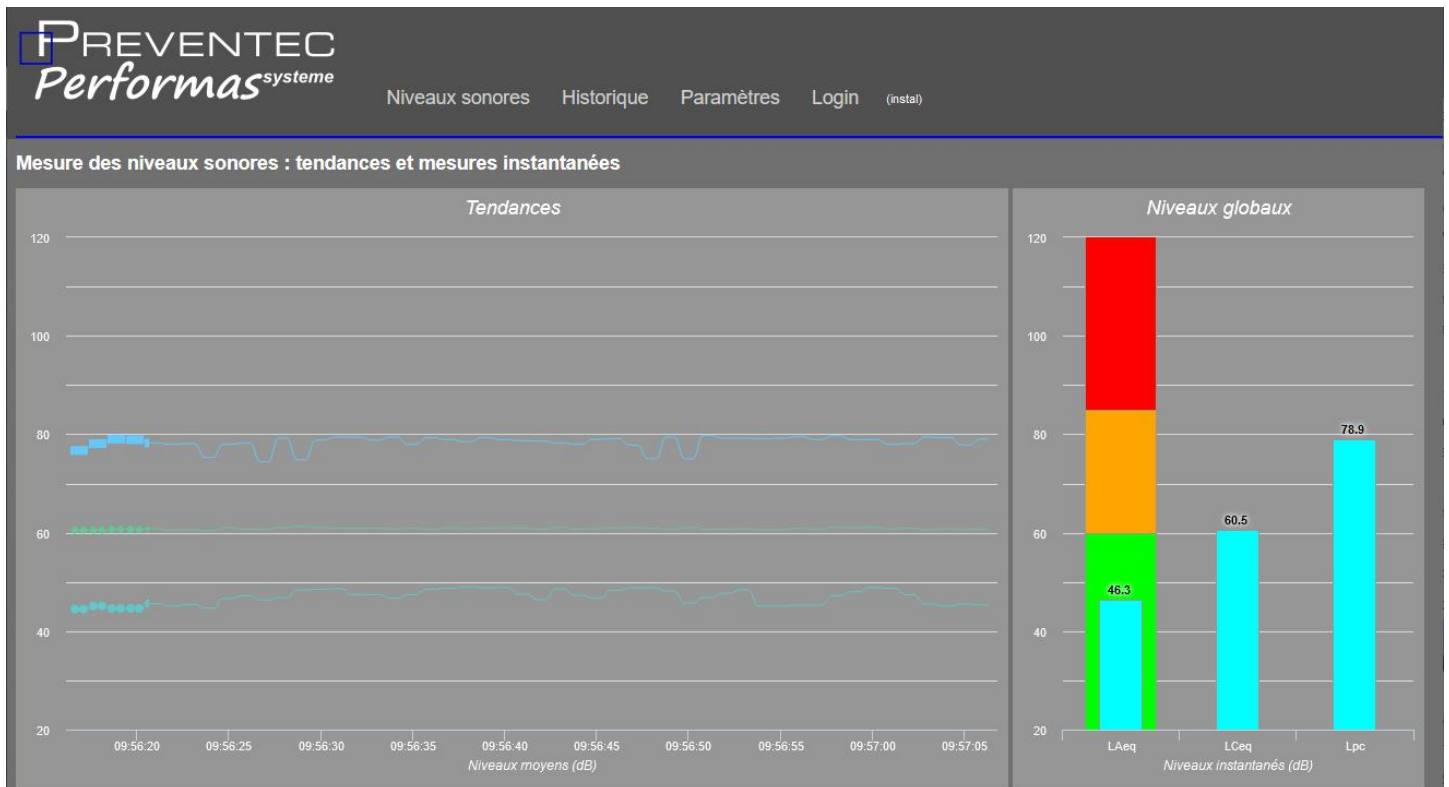 PREVENTEC
Performas systeme
Niveaux sonores Historique Paramètres Login (instal)
Mesure des niveaux sonores : tendances et mesures instantanées
Tendances
120
100
80
60
40
20
09:56:20 09:56:25 09:56:30 09:56:35 09:56:40 09:56:45 09:56:50 09:56:55 09:57:00 09:57:05
Niveaux moyens (dB)
Niveaux globaux
120
100
80
60
40
20
46.3
60.5
78.9
LAeq LCeq Lpc
Niveaux instantanés (dB)